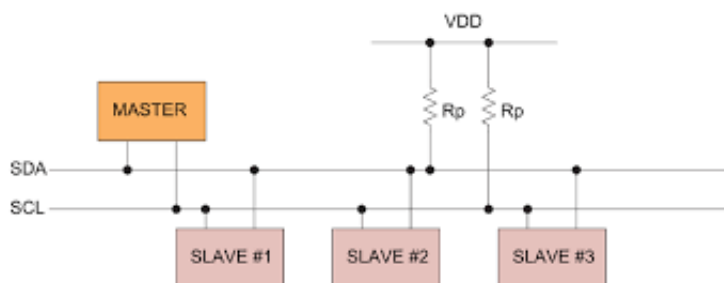 VDD
MASTER
Rp
Rp
SDA
SCL
SLAVE #1
SLAVE #2
SLAVE #3